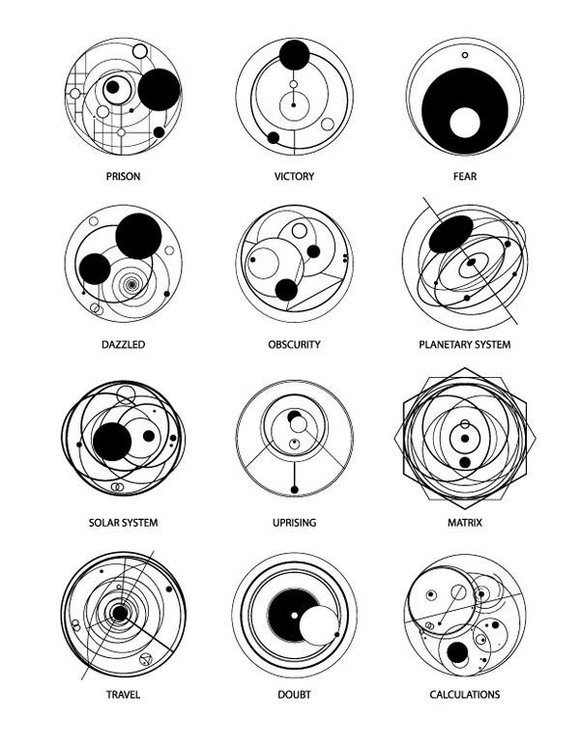 PRISON
VICTORY
FEAR
DAZZLED
OBSCURITY
PLANETARY SYSTEM
SOLAR SYSTEM
UPRISING
MATRIX
TRAVEL
DOUBT
CALCULATIONS